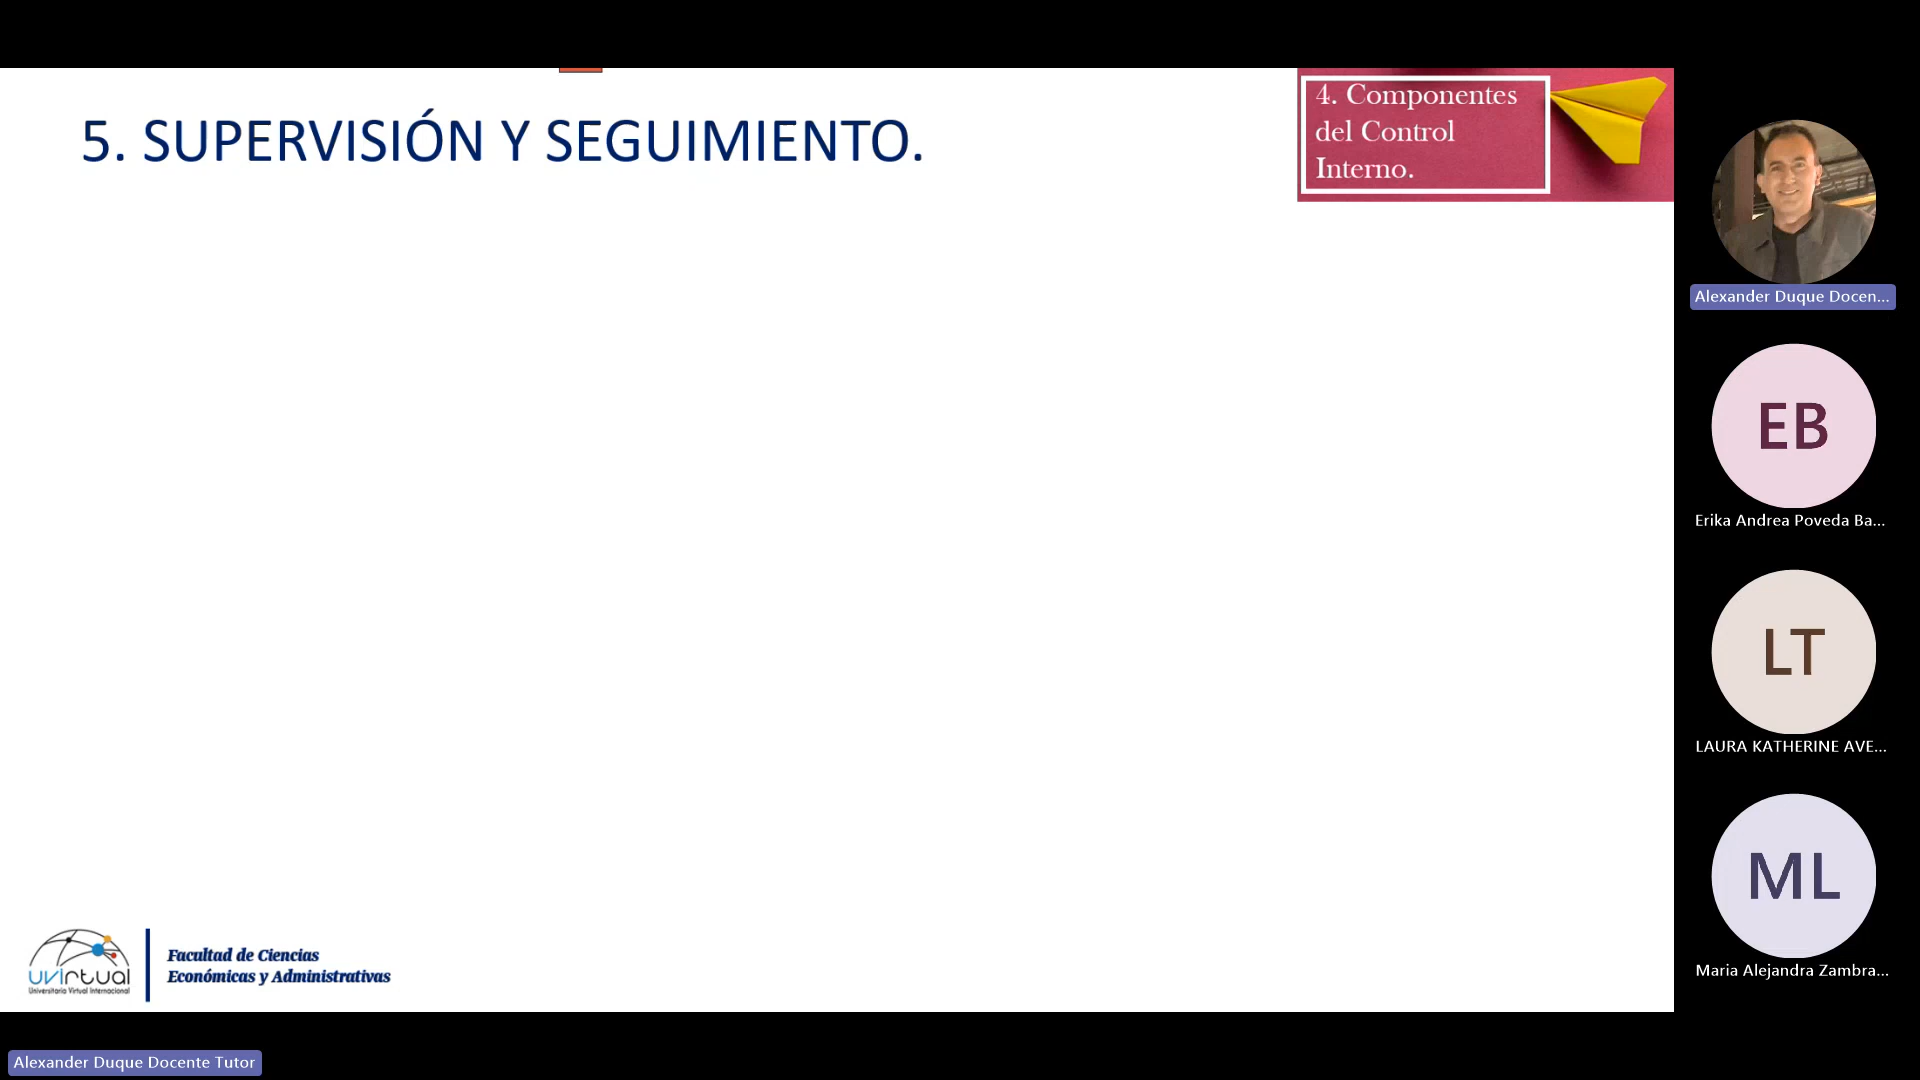 5. SUPERVISIÓN Y SEGUIMIENTO.
4. Componentes
del Control
Interno.
Alexander Duque Docen...
EB
Erika Andrea Poveda Ba...
LT
LAURA KATHERINE AVE...
ML
Maria Alejandra Zambra...
uvirtual
Universitaria Virtual Internacional
Facultad de Ciencias
Económicas y Administrativas
Alexander Duque Docente Tutor